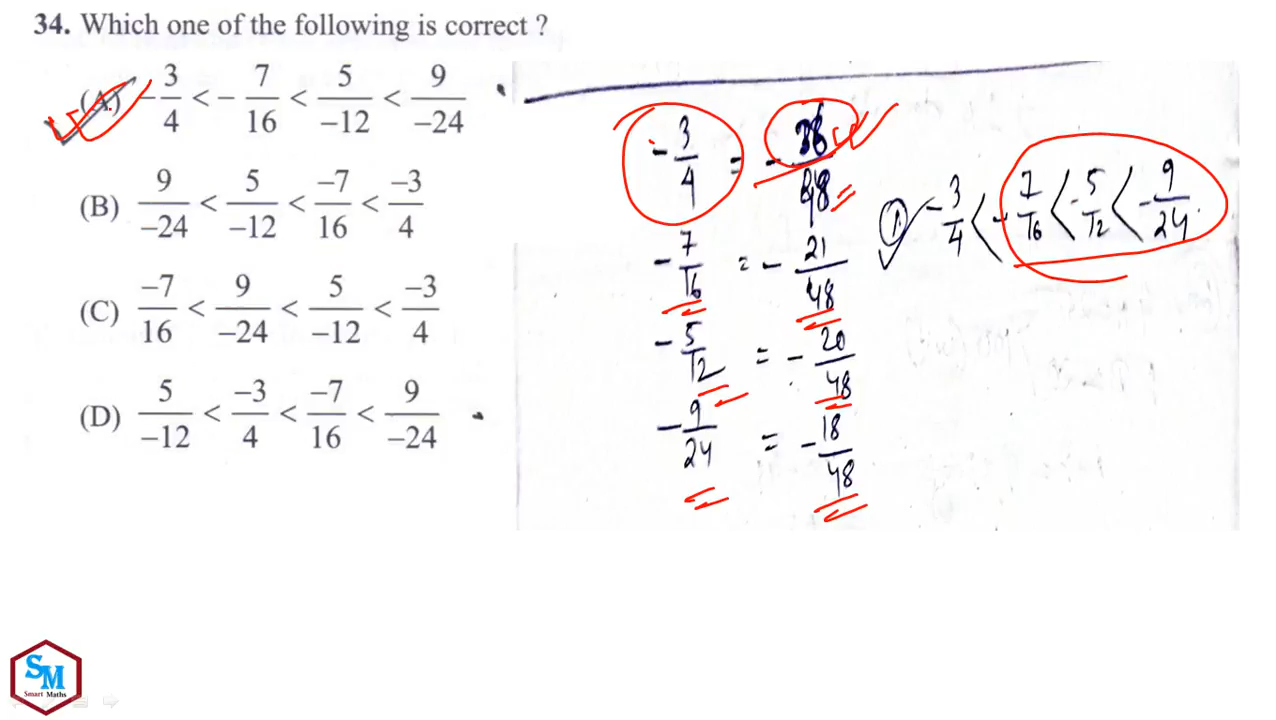 34. Which one of the following is correct ?
(A) -3/4 < -7/16 < 5/-12 < 9/-24
(B) 9/-24 < 5/-12 < -7/16 < -3/4
(C) -7/16 < 9/-24 < 5/-12 < -3/4
(D) 5/-12 < -3/4 < -7/16 < 9/-24
-3/4 = -36/48
-7/16 = -21/48
-5/12 = -20/48
-9/24 = -18/48
-3/4 < -7/16 < -5/12 < -9/24
SM
Smart Maths